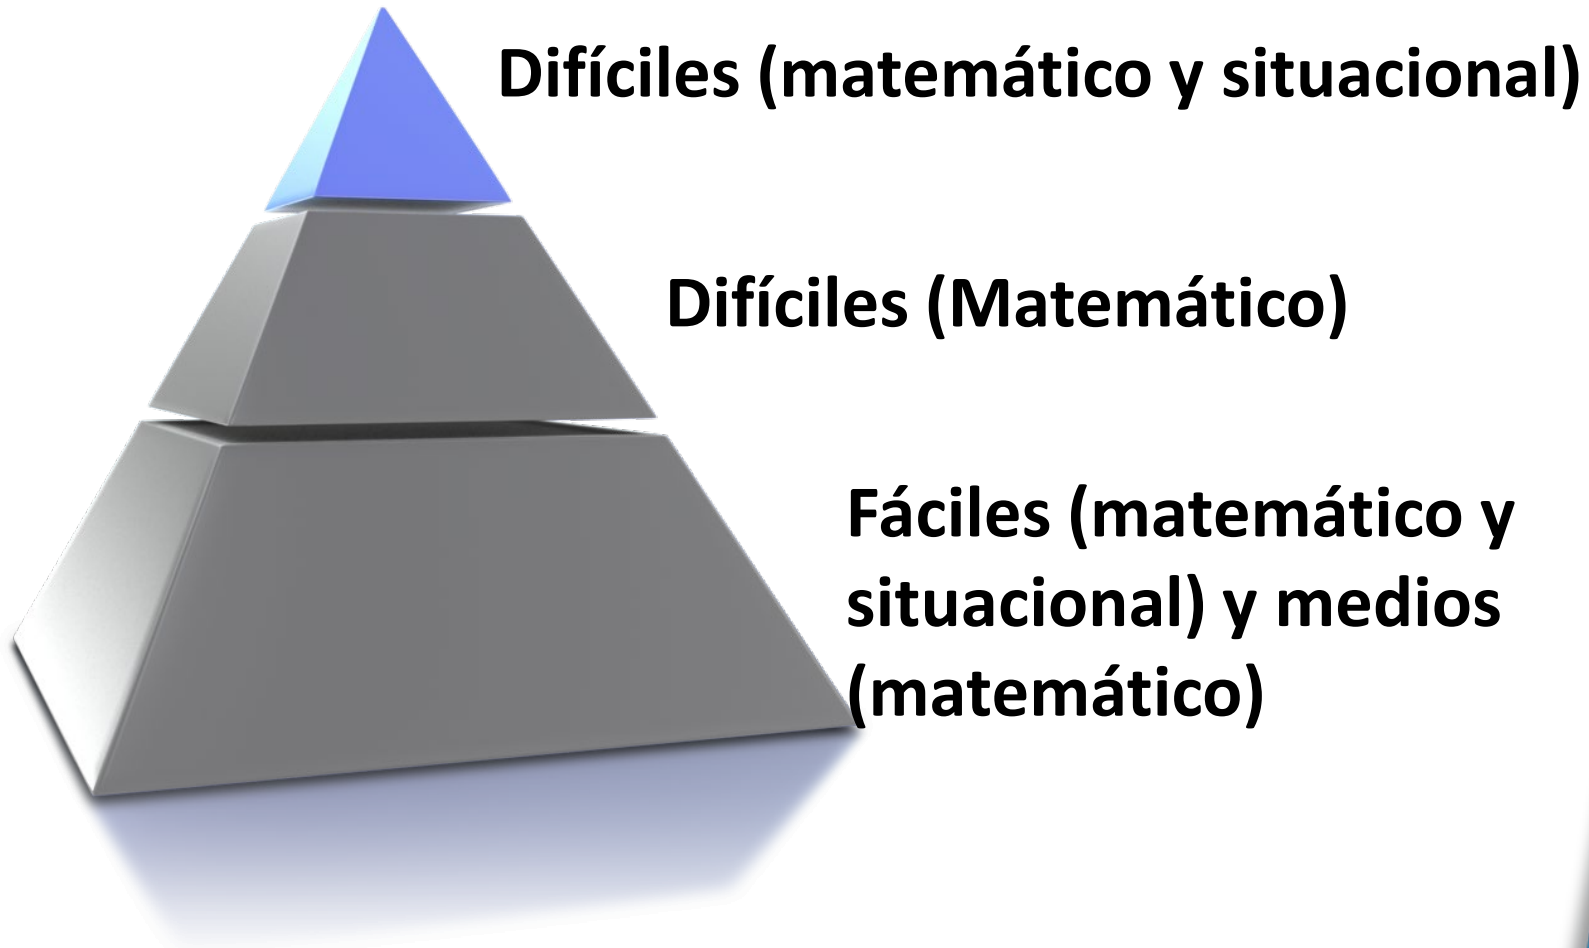 Difíciles (matemático y situacional)
Difíciles (Matemático)
Fáciles (matemático y
situacional) y medios
(matemático)